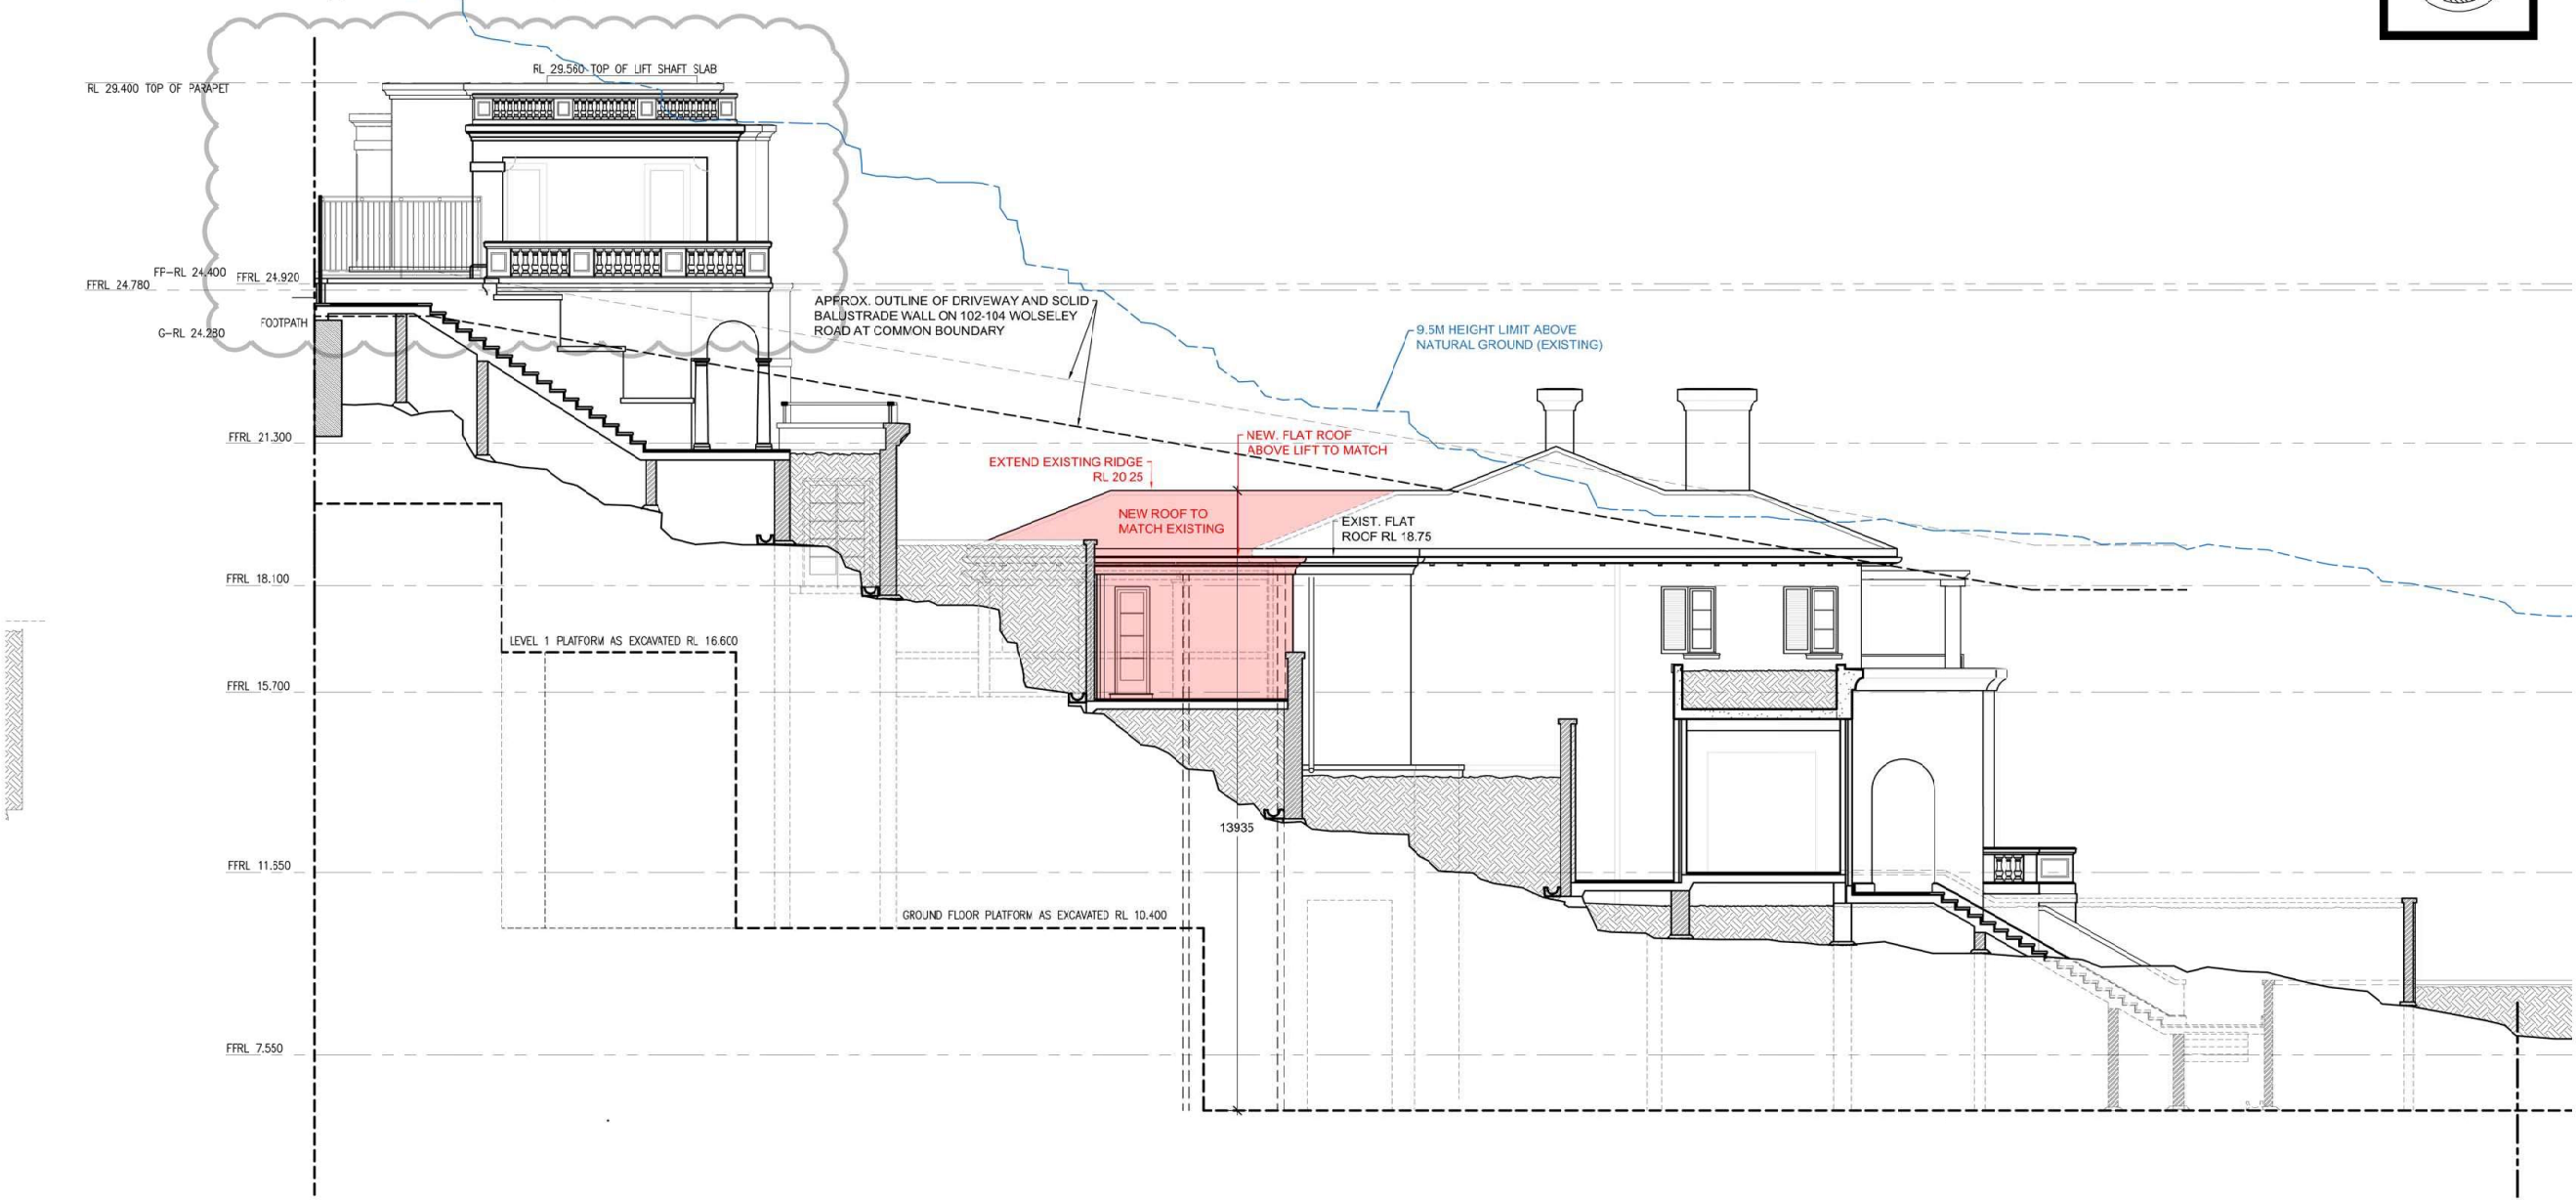 RL 29.560 TOP OF LIFT SHAFT SLAB
RL 29.400 TOP OF PARAPET
FF-RL 24.400
FFRL 24.920
FFRL 24.780
FOOTPATH
G-RL 24.280
APPROX. OUTLINE OF DRIVEWAY AND SOLID
BALUSTRADE WALL ON 102-104 WOLSELEY
ROAD AT COMMON BOUNDARY
9.5M HEIGHT LIMIT ABOVE
NATURAL GROUND (EXISTING)
FFRL 21.300
NEW. FLAT ROOF
ABOVE LIFT TO MATCH
EXTEND EXISTING RIDGE
RL 20.25
NEW ROOF TO
MATCH EXISTING
EXIST. FLAT
ROOF RL 18.75
FFRL 18.100
LEVEL 1 PLATFORM AS EXCAVATED RL 16.600
FFRL 15.700
13935
FFRL 11.550
GROUND FLOOR PLATFORM AS EXCAVATED RL 10.400
FFRL 7.550